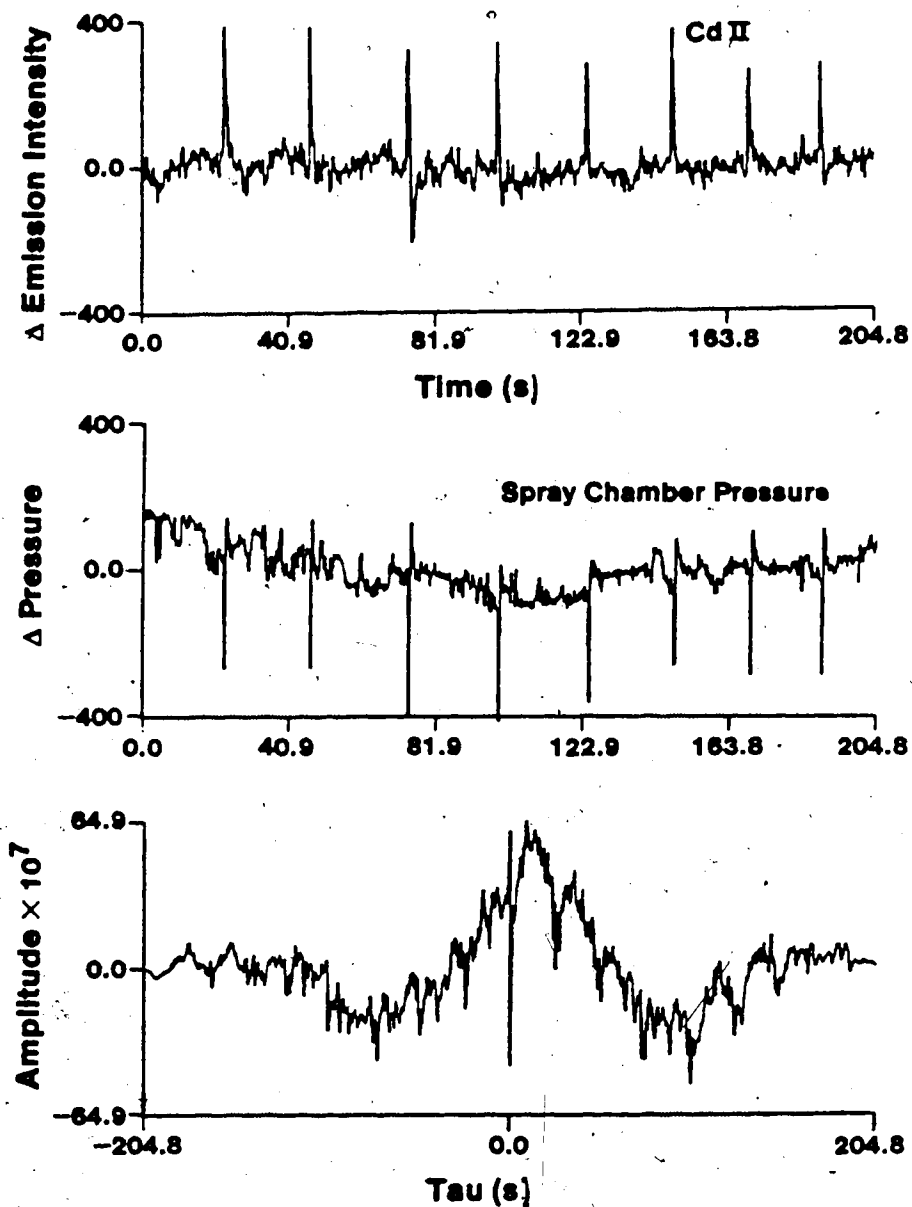 Δ Emission Intensity
400
0.0
−400
Cd II
0.0 40.9 81.9 122.9 163.8 204.8
Time (s)
Δ Pressure
400
0.0
−400
Spray Chamber Pressure
0.0 40.9 81.9 122.9 163.8 204.8
Amplitude × 10⁷
64.9
0.0
−64.9
−204.8 0.0 204.8
Tau (s)